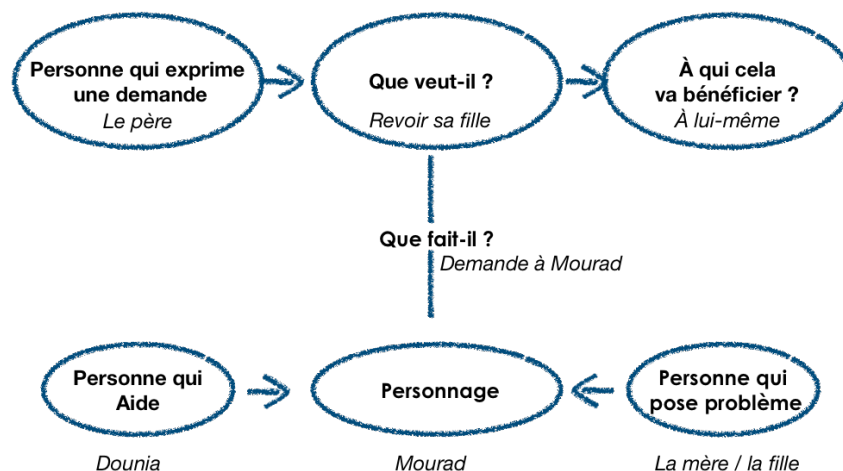 Personne qui exprime
une demande
Le père
Que veut-il ?
Revoir sa fille
À qui cela
va bénéficier ?
À lui-même
Que fait-il ?
Demande à Mourad
Personne qui
Aide
Dounia
Personnage
Mourad
Personne qui
pose problème
La mère / la fille